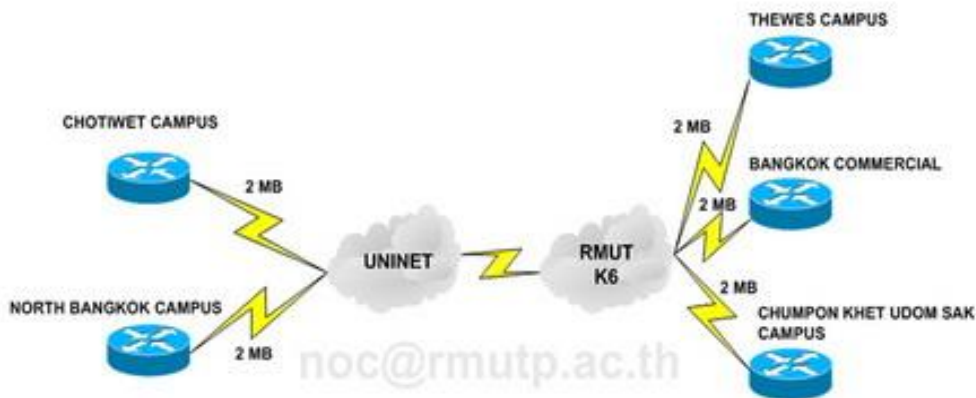 THEWES CAMPUS
CHOTIWET CAMPUS
2 MB
2 MB
BANGKOK COMMERCIAL
2 MB
UNINET
RMUT
K6
NORTH BANGKOK CAMPUS
2 MB
2 MB
CHUMPON KHET UDOM SAK
CAMPUS
noc@rmutp.ac.th